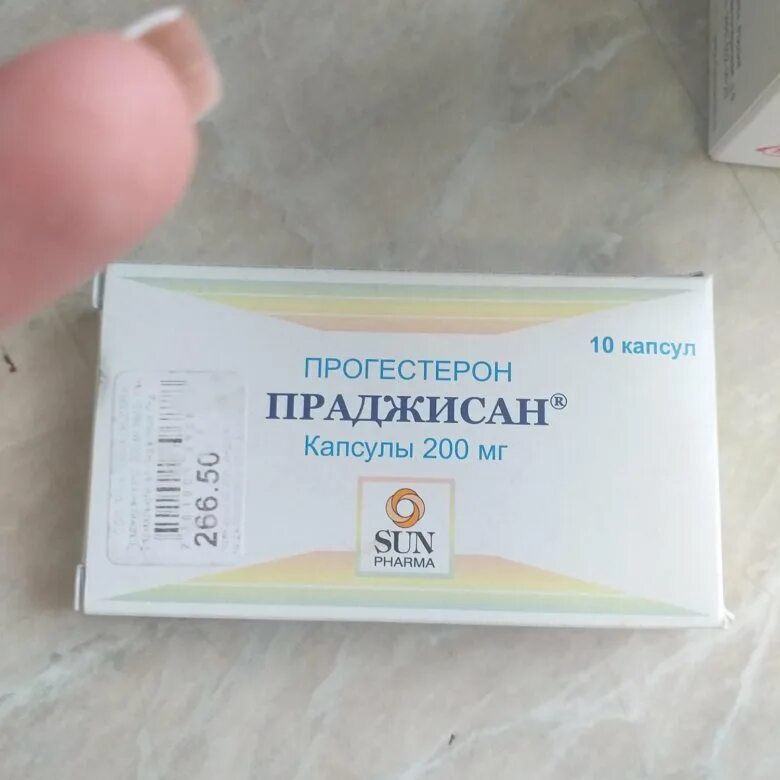 10 капсул
ПРОГЕСТЕРОН
ПРАДЖИСАН®
Капсулы 200 мг
SUN
PHARMA
266.50